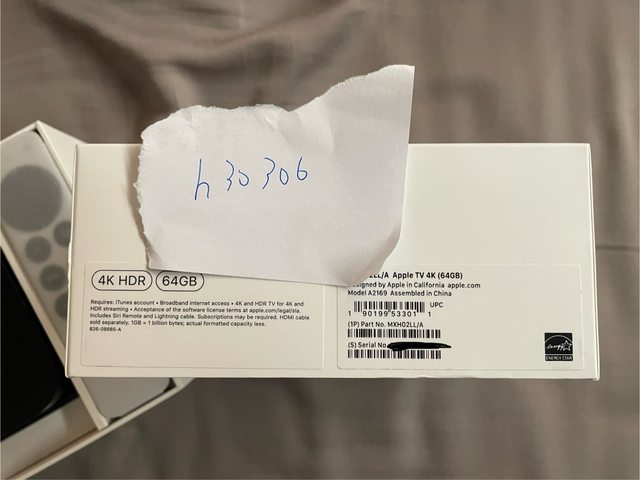 h30306
4K HDR 64GB
Requires: iTunes account • Broadband internet access • 4K and HDR TV for 4K and
HDR streaming • Acceptance of the software license terms at apple.com/legal/sla.
Includes Siri Remote and Lightning cable. Subscriptions may be required. HDMI cable
sold separately. 1GB = 1 billion bytes; actual formatted capacity less.
826-08685-A
2LL/A Apple TV 4K (64GB)
Designed by Apple in California apple.com
Model A2169 Assembled in China
UPC
1 90199 53301 1
(1P) Part No. MXH02LL/A
(S) Serial No.
energy
ENERGY STAR